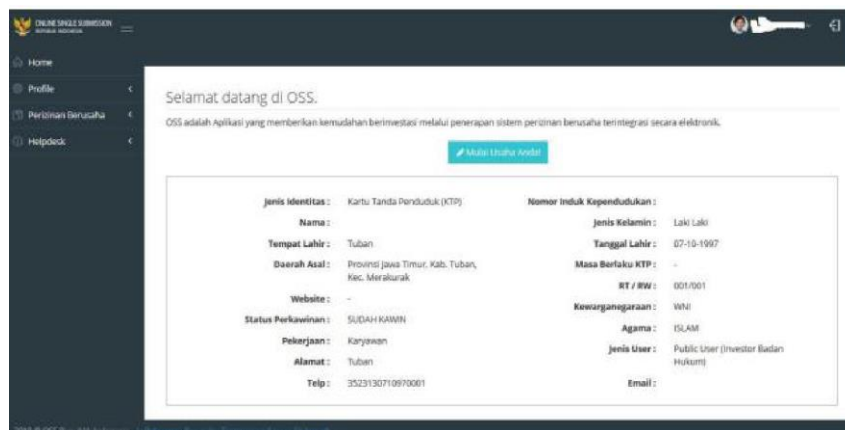 ONLINE SINGLE SUBMISSION
REPUBLIK INDONESIA
Home
Profile
Perizinan Berusaha
Helpdesk
Selamat datang di OSS.
OSS adalah Aplikasi yang memberikan kemudahan berinvestasi melalui penerapan sistem perizinan berusaha terintegrasi secara elektronik.
Mulai Usaha Anda!
Jenis Identitas : Kartu Tanda Penduduk (KTP)
Nama :
Tempat Lahir : Tuban
Daerah Asal : Provinsi Jawa Timur, Kab. Tuban,
Kec. Merakurak
Website : -
Status Perkawinan : SUDAH KAWIN
Pekerjaan : Karyawan
Alamat : Tuban
Telp : 3523130710970001
Nomor Induk Kependudukan :
Jenis Kelamin : Laki Laki
Tanggal Lahir : 07-10-1997
Masa Berlaku KTP : -
RT / RW : 001/001
Kewarganegaraan : WNI
Agama : ISLAM
Jenis User : Public User (Investor Badan
Hukum)
Email :